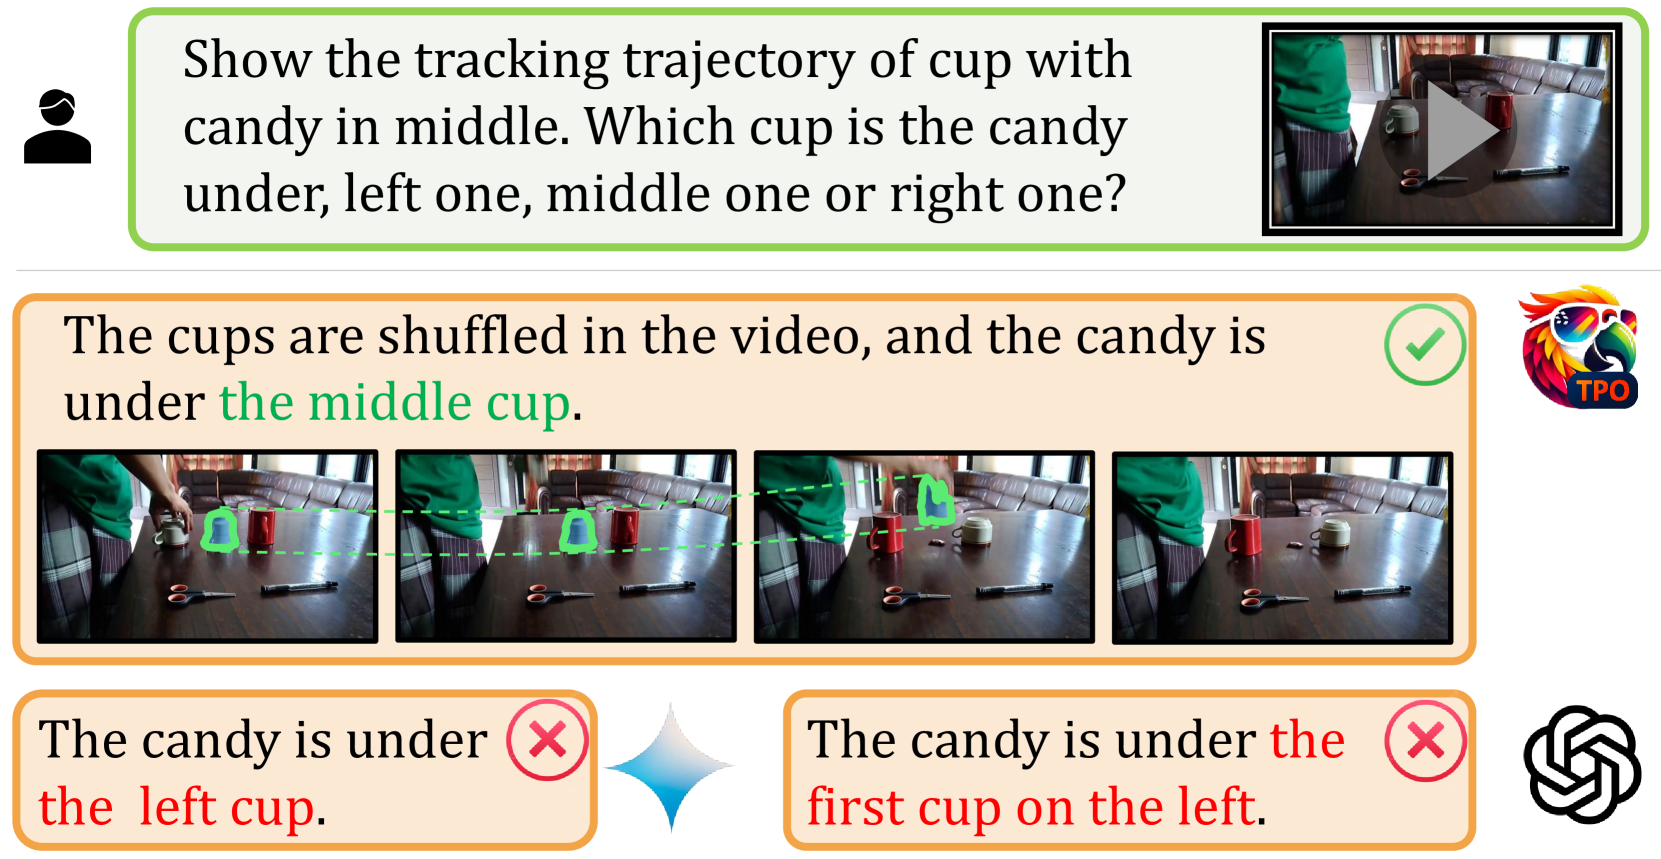 Show the tracking trajectory of cup with
candy in middle. Which cup is the candy
under, left one, middle one or right one?
The cups are shuffled in the video, and the candy is
under the middle cup.
TPO
The candy is under
the left cup.
The candy is under the
first cup on the left.